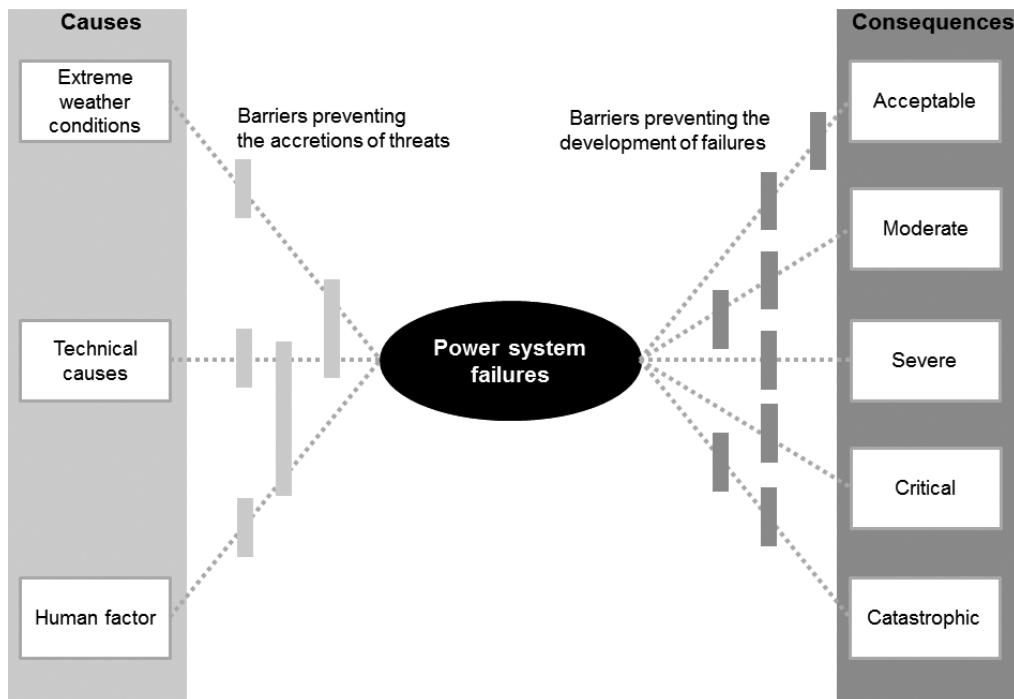 Causes
Extreme
weather
conditions
Technical
causes
Human factor
Barriers preventing
the accretions of threats
Power system
failures
Barriers preventing the
development of failures
Consequences
Acceptable
Moderate
Severe
Critical
Catastrophic